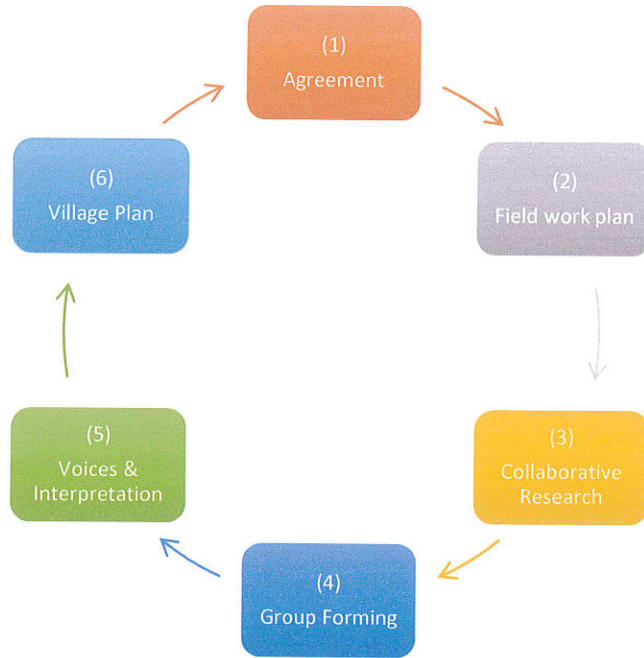 (1)
Agreement
(2)
Field work plan
(3)
Collaborative
Research
(4)
Group Forming
(5)
Voices &
Interpretation
(6)
Village Plan